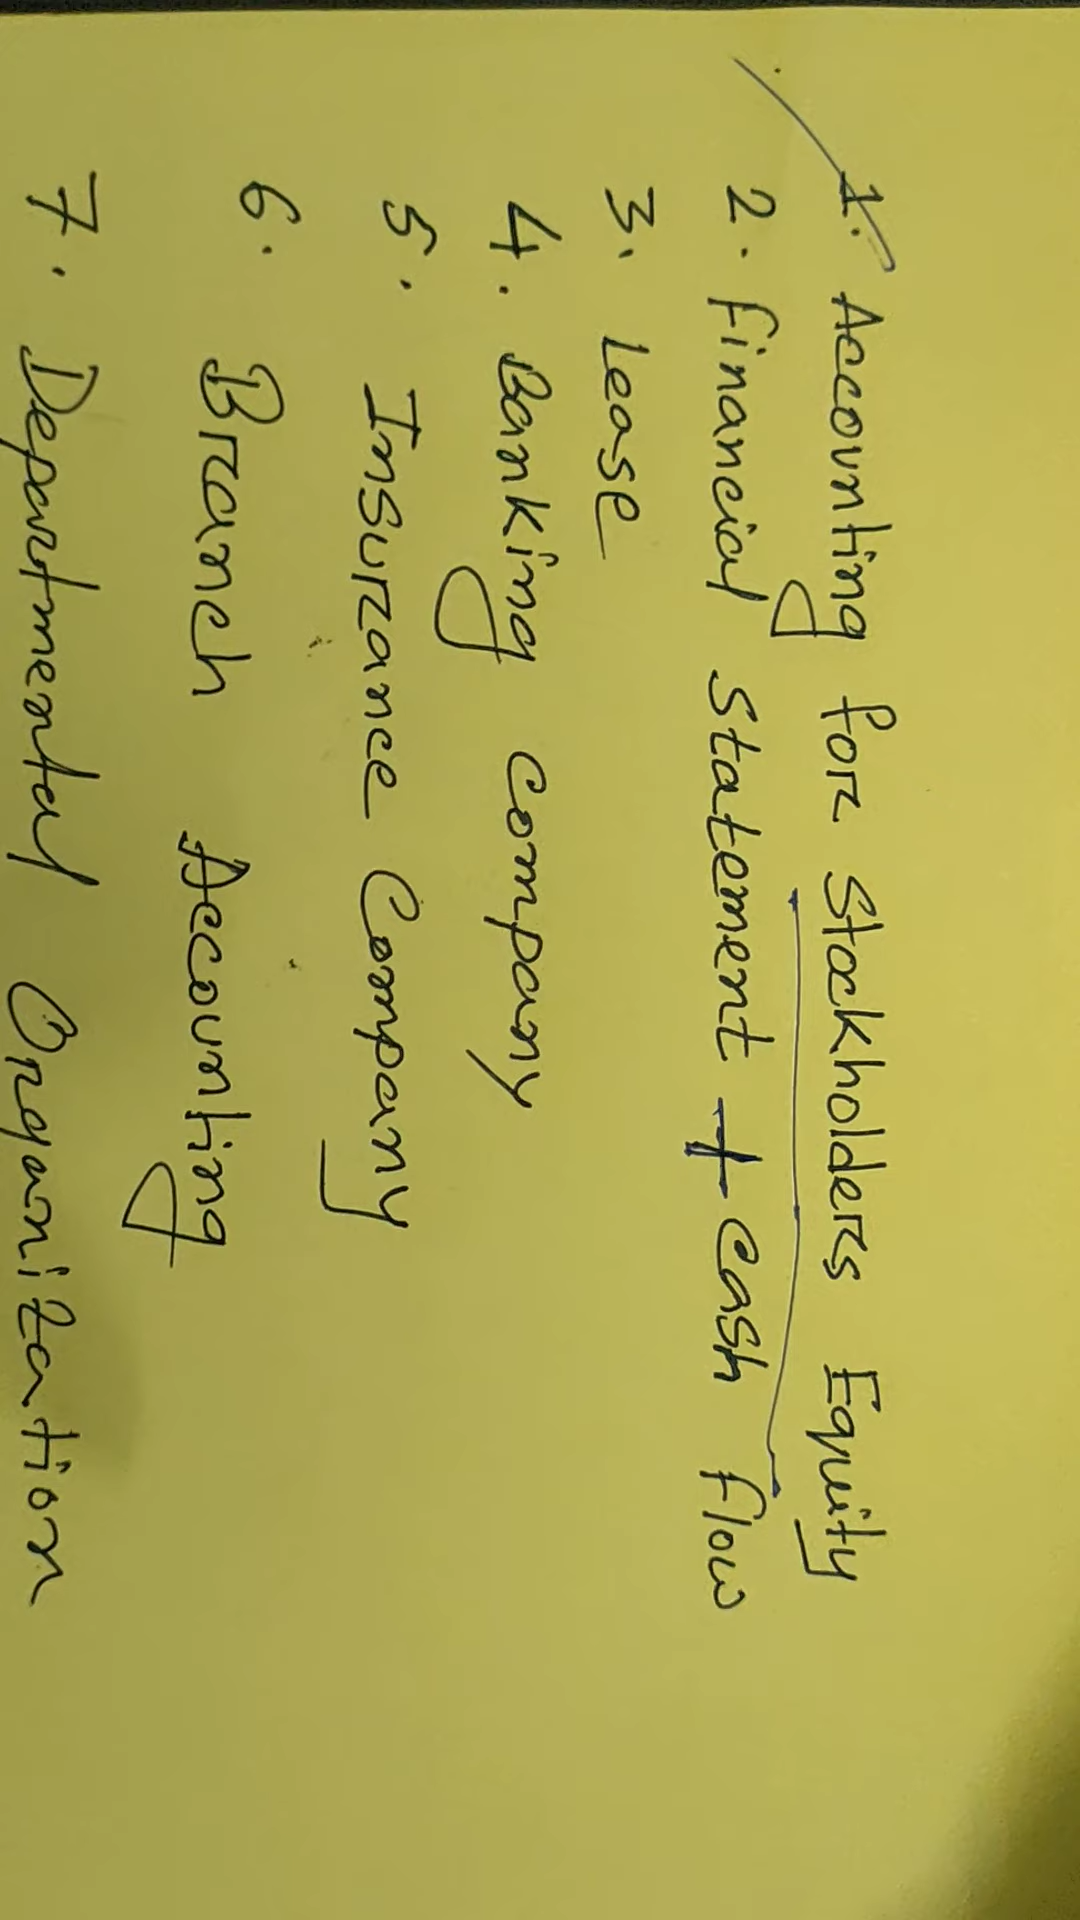 1. Accounting for Stockholders Equity
2. Financial Statement + Cash Flow
3. Lease
4. Banking Company
5. Insurance Company
6. Branch Accounting
7. Departmental Organization